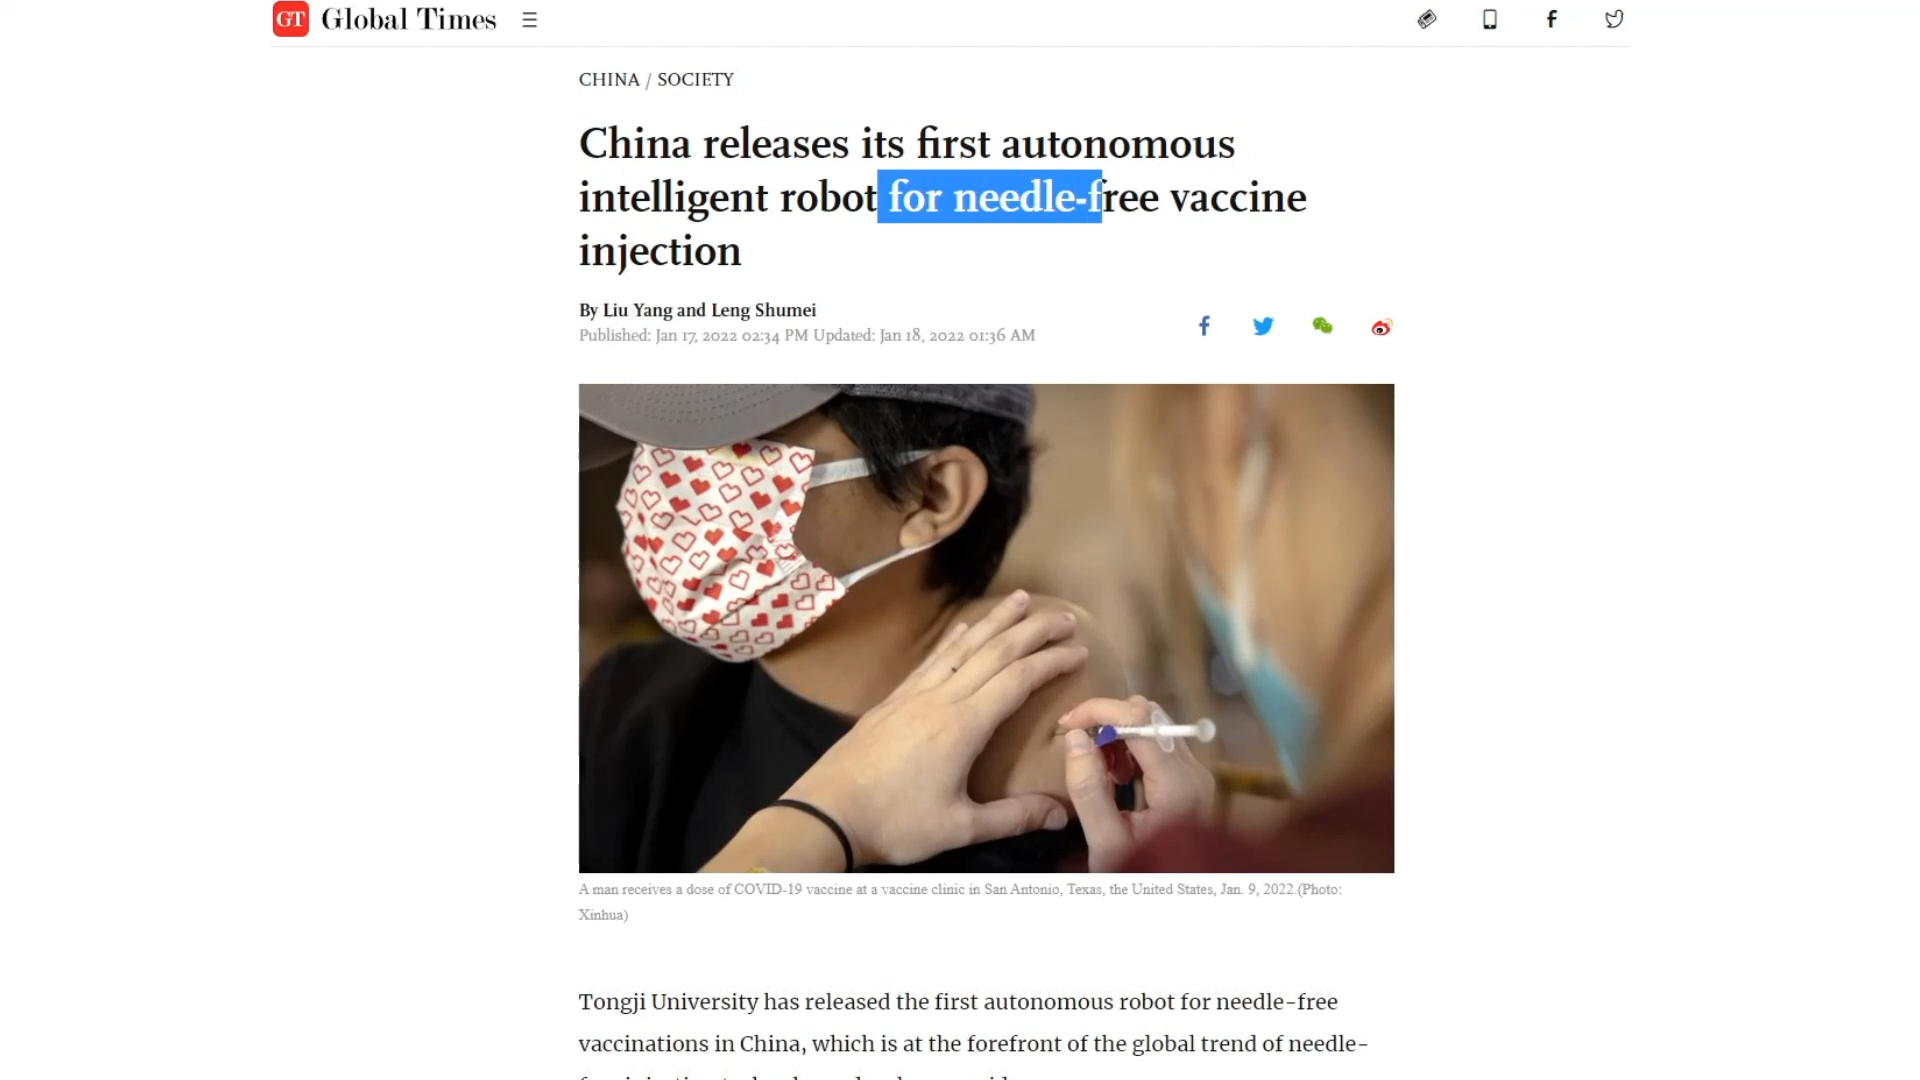 GT Global Times
CHINA / SOCIETY
China releases its first autonomous
intelligent robot for needle-free vaccine
injection
By Liu Yang and Leng Shumei
Published: Jan 17, 2022 02:34 PM Updated: Jan 18, 2022 01:36 AM
A man receives a dose of COVID-19 vaccine at a vaccine clinic in San Antonio, Texas, the United States, Jan. 9, 2022.(Photo:
Xinhua)
Tongji University has released the first autonomous robot for needle-free
vaccinations in China, which is at the forefront of the global trend of needle-